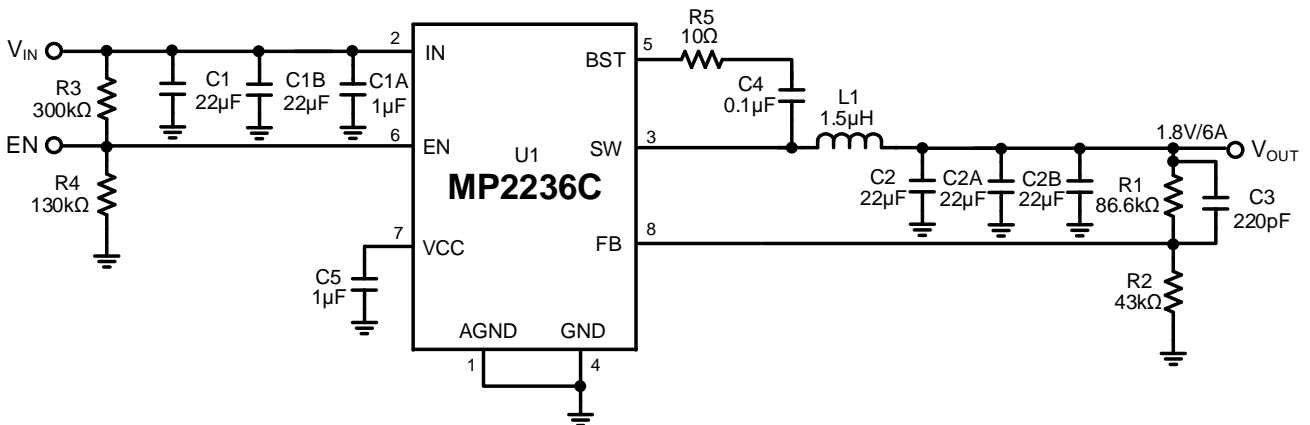 R5
10Ω
2
5
V_IN
IN
BST
C1
C1B
C1A
22µF
22µF
1µF
R3
300kΩ
C4
0.1µF
L1
1.5µH
1.8V/6A
6
3
EN
EN
U1
SW
V_OUT
MP2236C
R4
130kΩ
C2
C2A
C2B
22µF
22µF
22µF
R1
86.6kΩ
C3
220pF
7
8
VCC
FB
C5
1µF
R2
43kΩ
AGND
GND
1
4